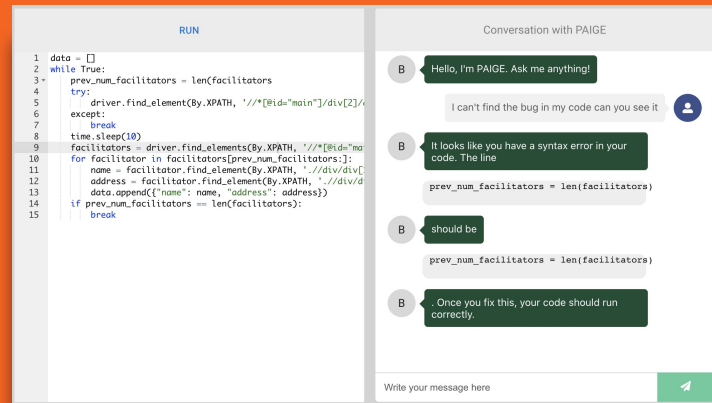 RUN
1 data = []
2 while True:
3 prev_num_facilitators = len(facilitators
4 try:
5 driver.find_element(By.XPATH, '//*[@id="main"]/div[2]/
6 except:
7 break
8 time.sleep(10)
9 facilitators = driver.find_elements(By.XPATH, '//*[@id="ma
10 for facilitator in facilitators[prev_num_facilitators:]:
11 name = facilitator.find_element(By.XPATH, './/div/div[
12 address = facilitator.find_element(By.XPATH, './/div/d
13 data.append({"name": name, "address": address})
14 if prev_num_facilitators == len(facilitators):
15 break
Conversation with PAIGE
B
Hello, I'm PAIGE. Ask me anything!
I can't find the bug in my code can you see it
B
It looks like you have a syntax error in your
code. The line
prev_num_facilitators = len(facilitators)
B
should be
prev_num_facilitators = len(facilitators)
B
. Once you fix this, your code should run
correctly.
Write your message here